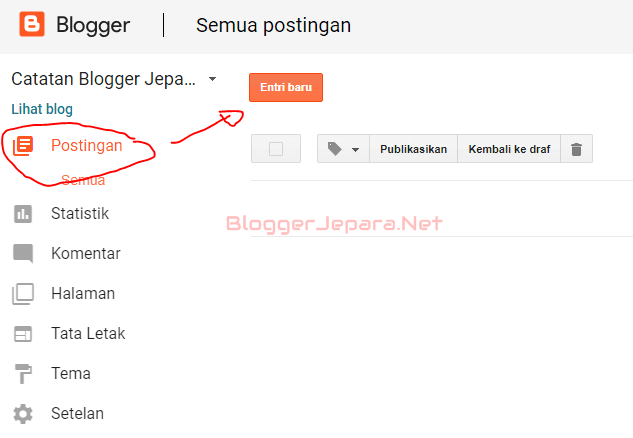 Blogger
Semua postingan
Catatan Blogger Jepa...
Lihat blog
Entri baru
Postingan
Semua
Publikasikan
Kembali ke draf
Statistik
BloggerJepara.Net
Komentar
Halaman
Tata Letak
Tema
Setelan